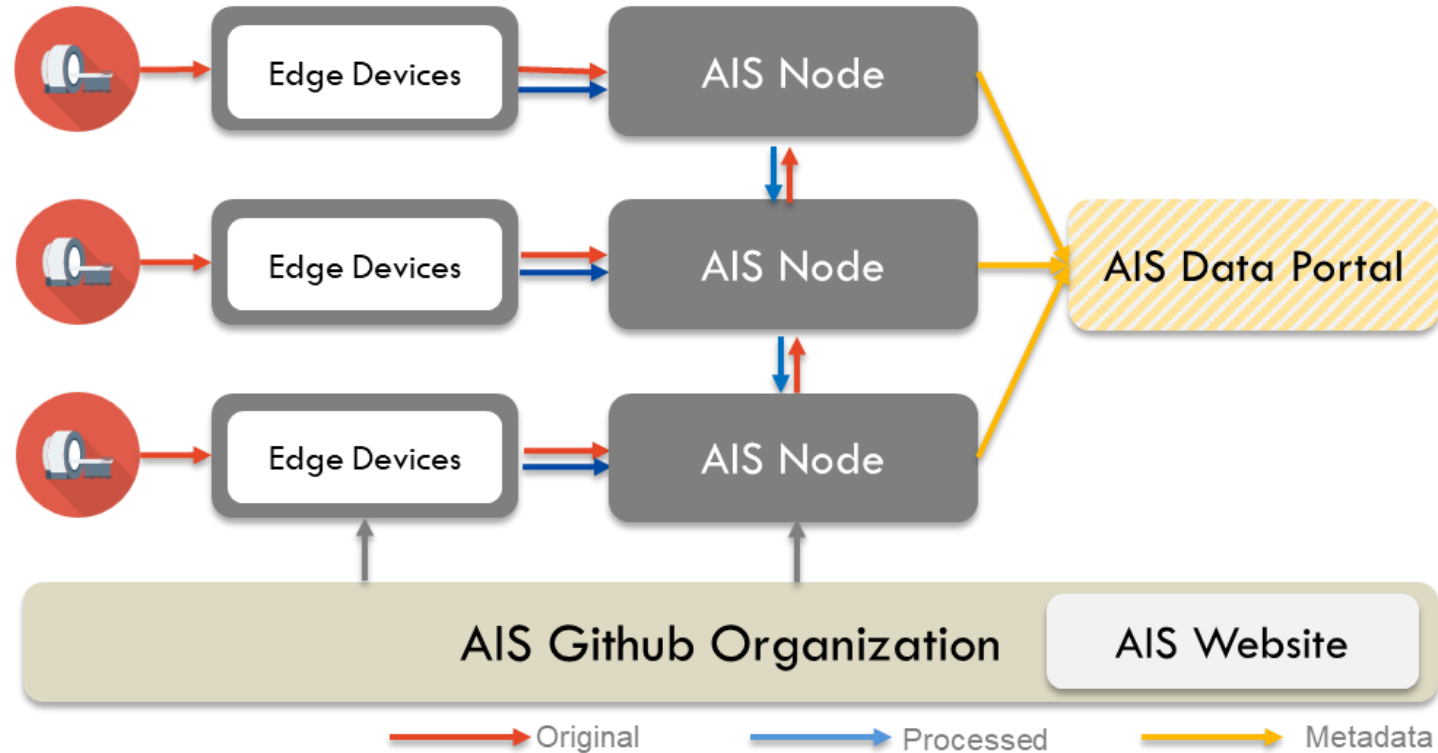 Edge Devices
AIS Node
Edge Devices
AIS Node
AIS Data Portal
Edge Devices
AIS Node
AIS Github Organization
AIS Website
Original
Processed
Metadata